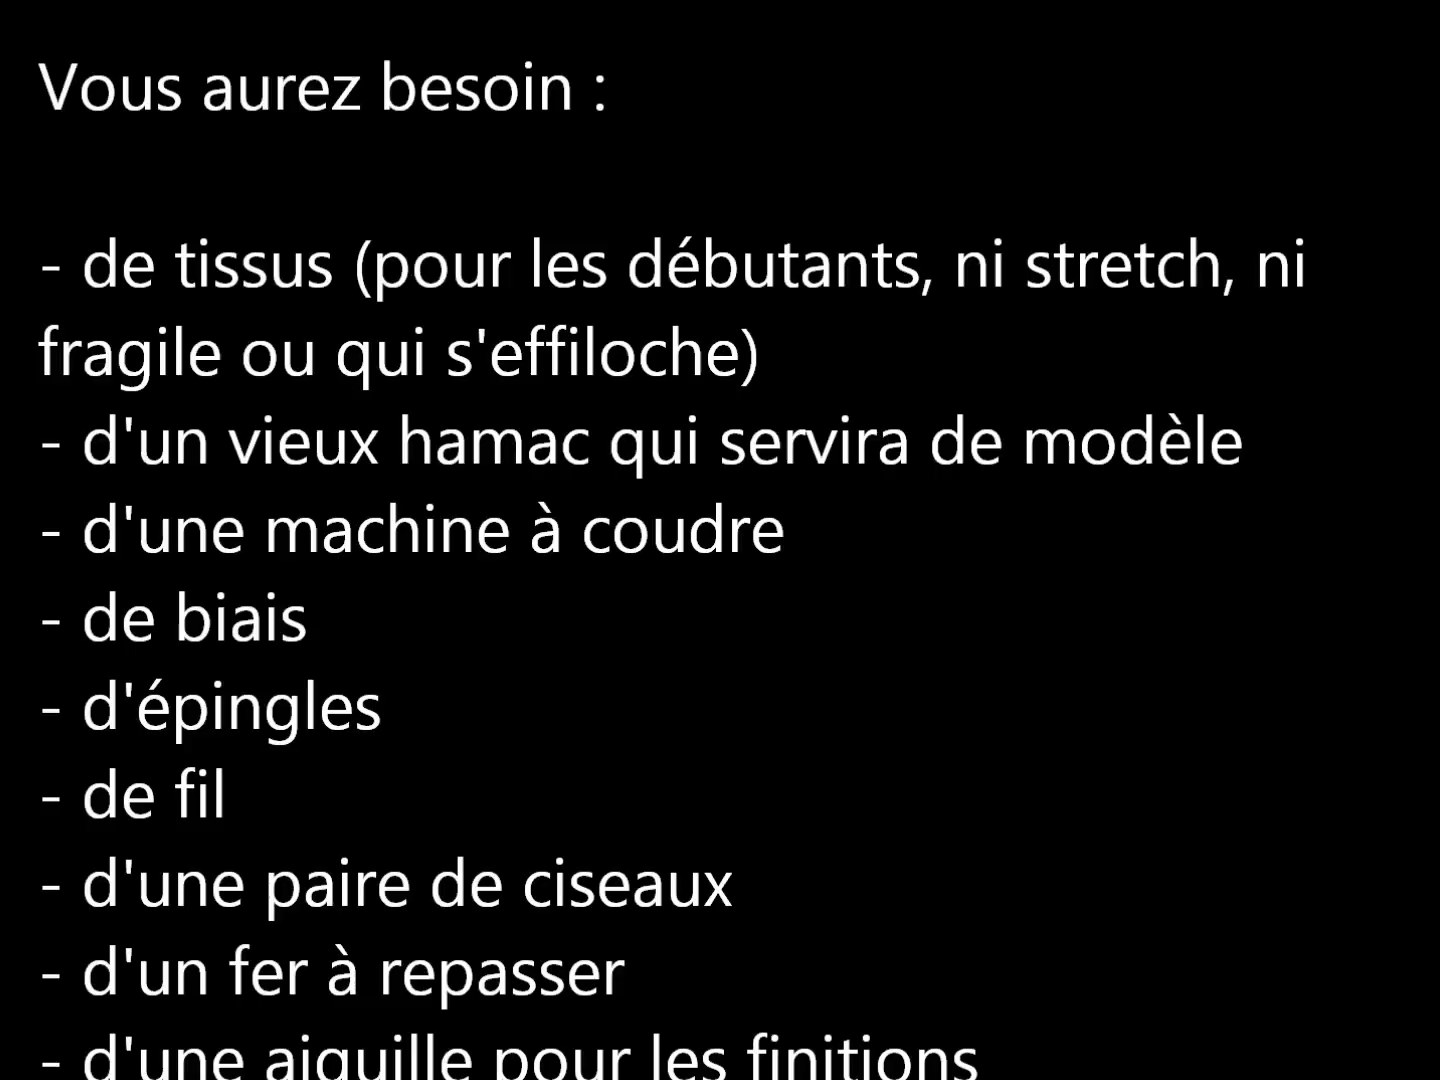 Vous aurez besoin :
- de tissus (pour les débutants, ni stretch, ni
fragile ou qui s'effiloche)
- d'un vieux hamac qui servira de modèle
- d'une machine à coudre
- de biais
- d'épingles
- de fil
- d'une paire de ciseaux
- d'un fer à repasser
- d'une aiguille pour les finitions